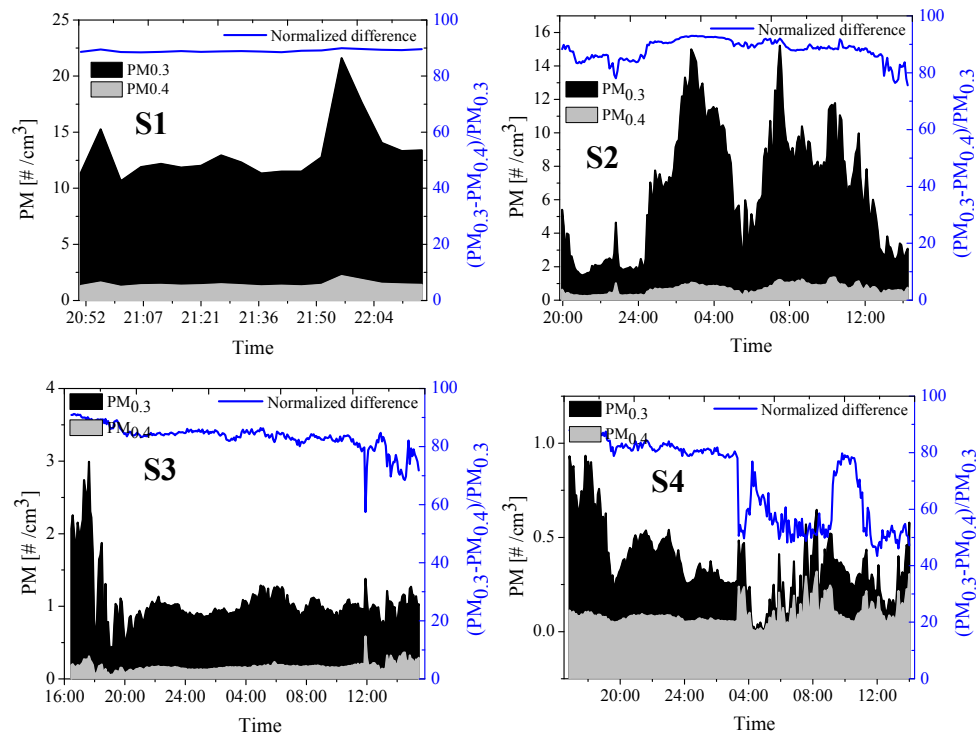 Normalized difference
PM0.3
PM0.4
S1
PM [# /cm3]
25
20
15
10
5
0
100
80
60
40
20
0
(PM0.3-PM0.4)/PM0.3
20:52 21:07 21:21 21:36 21:50 22:04
Time
Normalized difference
PM0.3
PM0.4
S2
PM [# /cm3]
16
14
12
10
8
6
4
2
0
100
80
60
40
20
0
(PM0.3-PM0.4)/PM0.3
20:00 24:00 04:00 08:00 12:00
Time
PM0.3
Normalized difference
PM0.4
S3
PM [# /cm3]
4
3
2
1
0
100
80
60
40
20
0
(PM0.3-PM0.4)/PM0.3
16:00 20:00 24:00 04:00 08:00 12:00
Time
PM0.3
Normalized difference
PM0.4
S4
PM [# /cm3]
1.0
0.5
0.0
100
80
60
40
20
0
(PM0.3-PM0.4)/PM0.3
20:00 24:00 04:00 08:00 12:00
Time